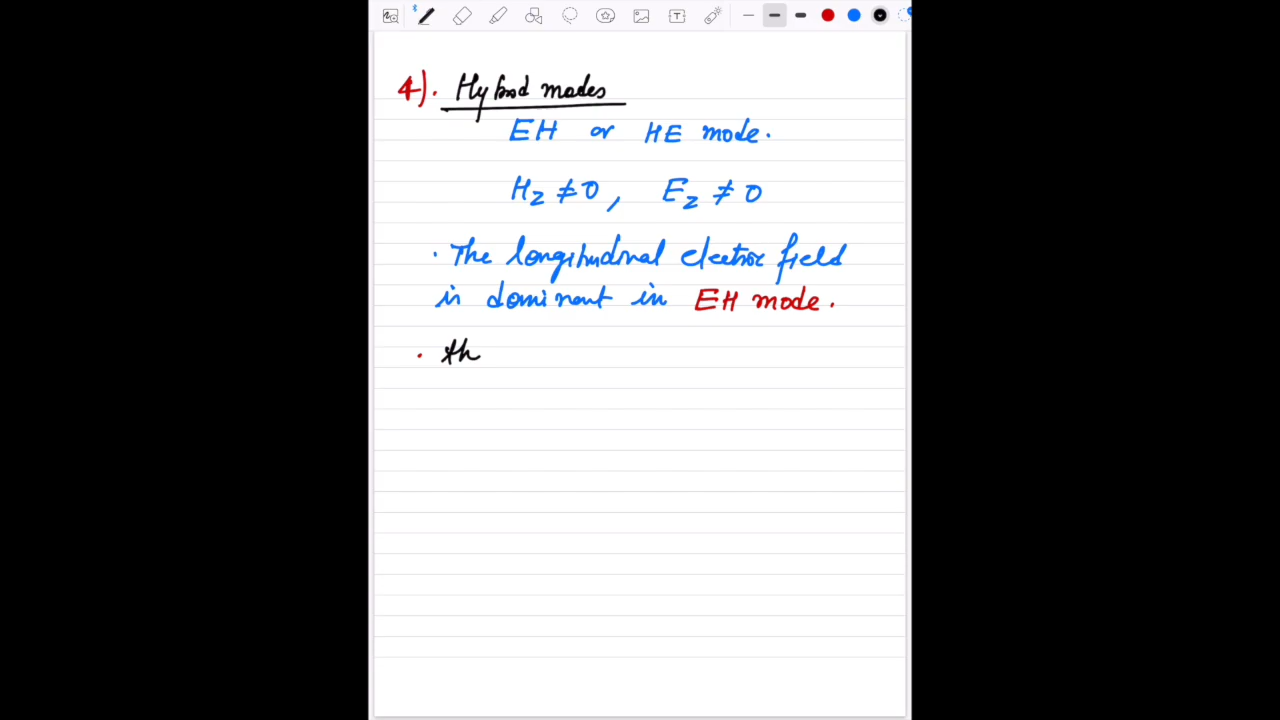 4). Hybrid modes
EH or HE mode.
Hz ≠ 0, Ez ≠ 0
· The longitudinal electric field
is dominant in EH mode.
· th